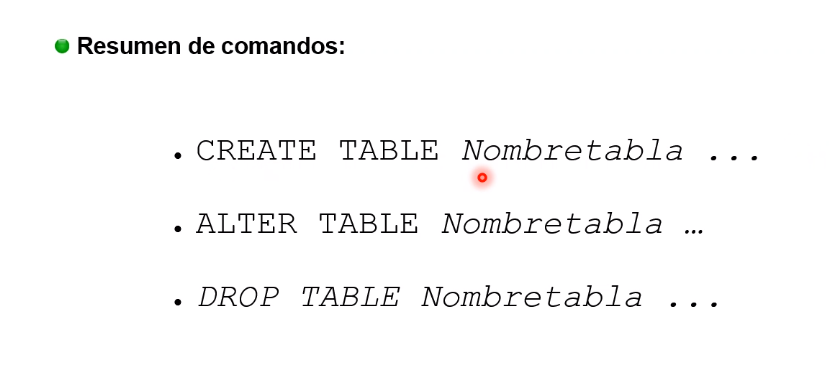 Resumen de comandos:
• CREATE TABLE Nombretabla ...
• ALTER TABLE Nombretabla …
• DROP TABLE Nombretabla ...